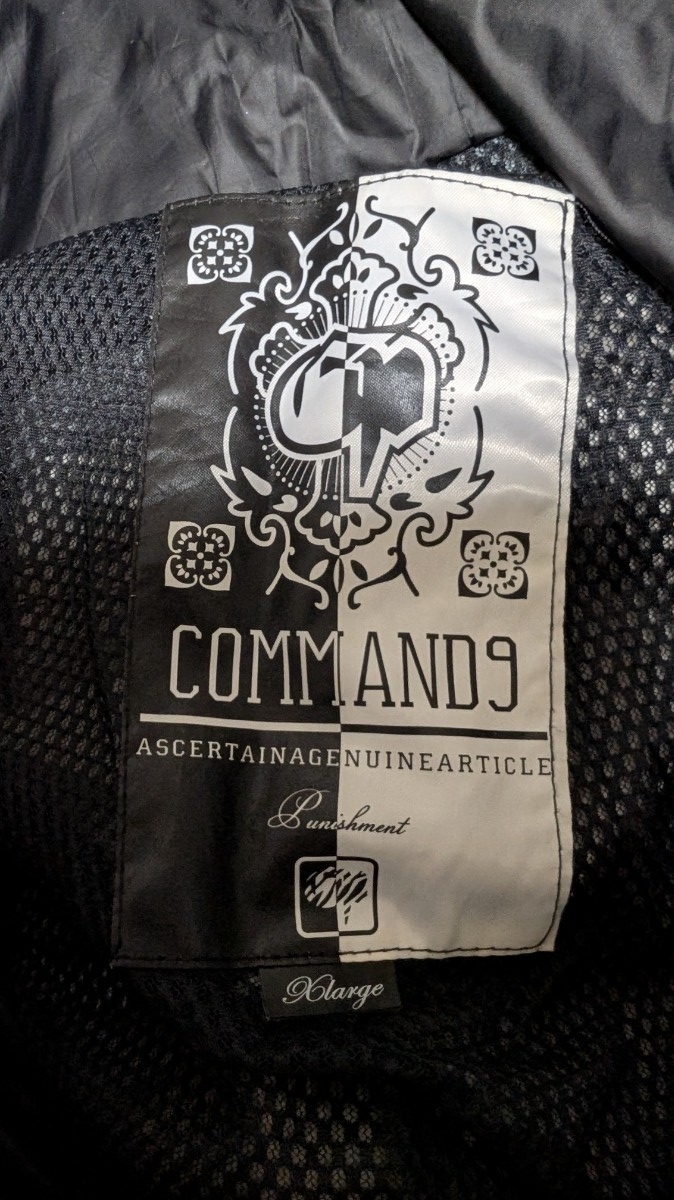 COMMAND9
ASCERTAINAGENUINEARTICLE
Punishment
Xlarge